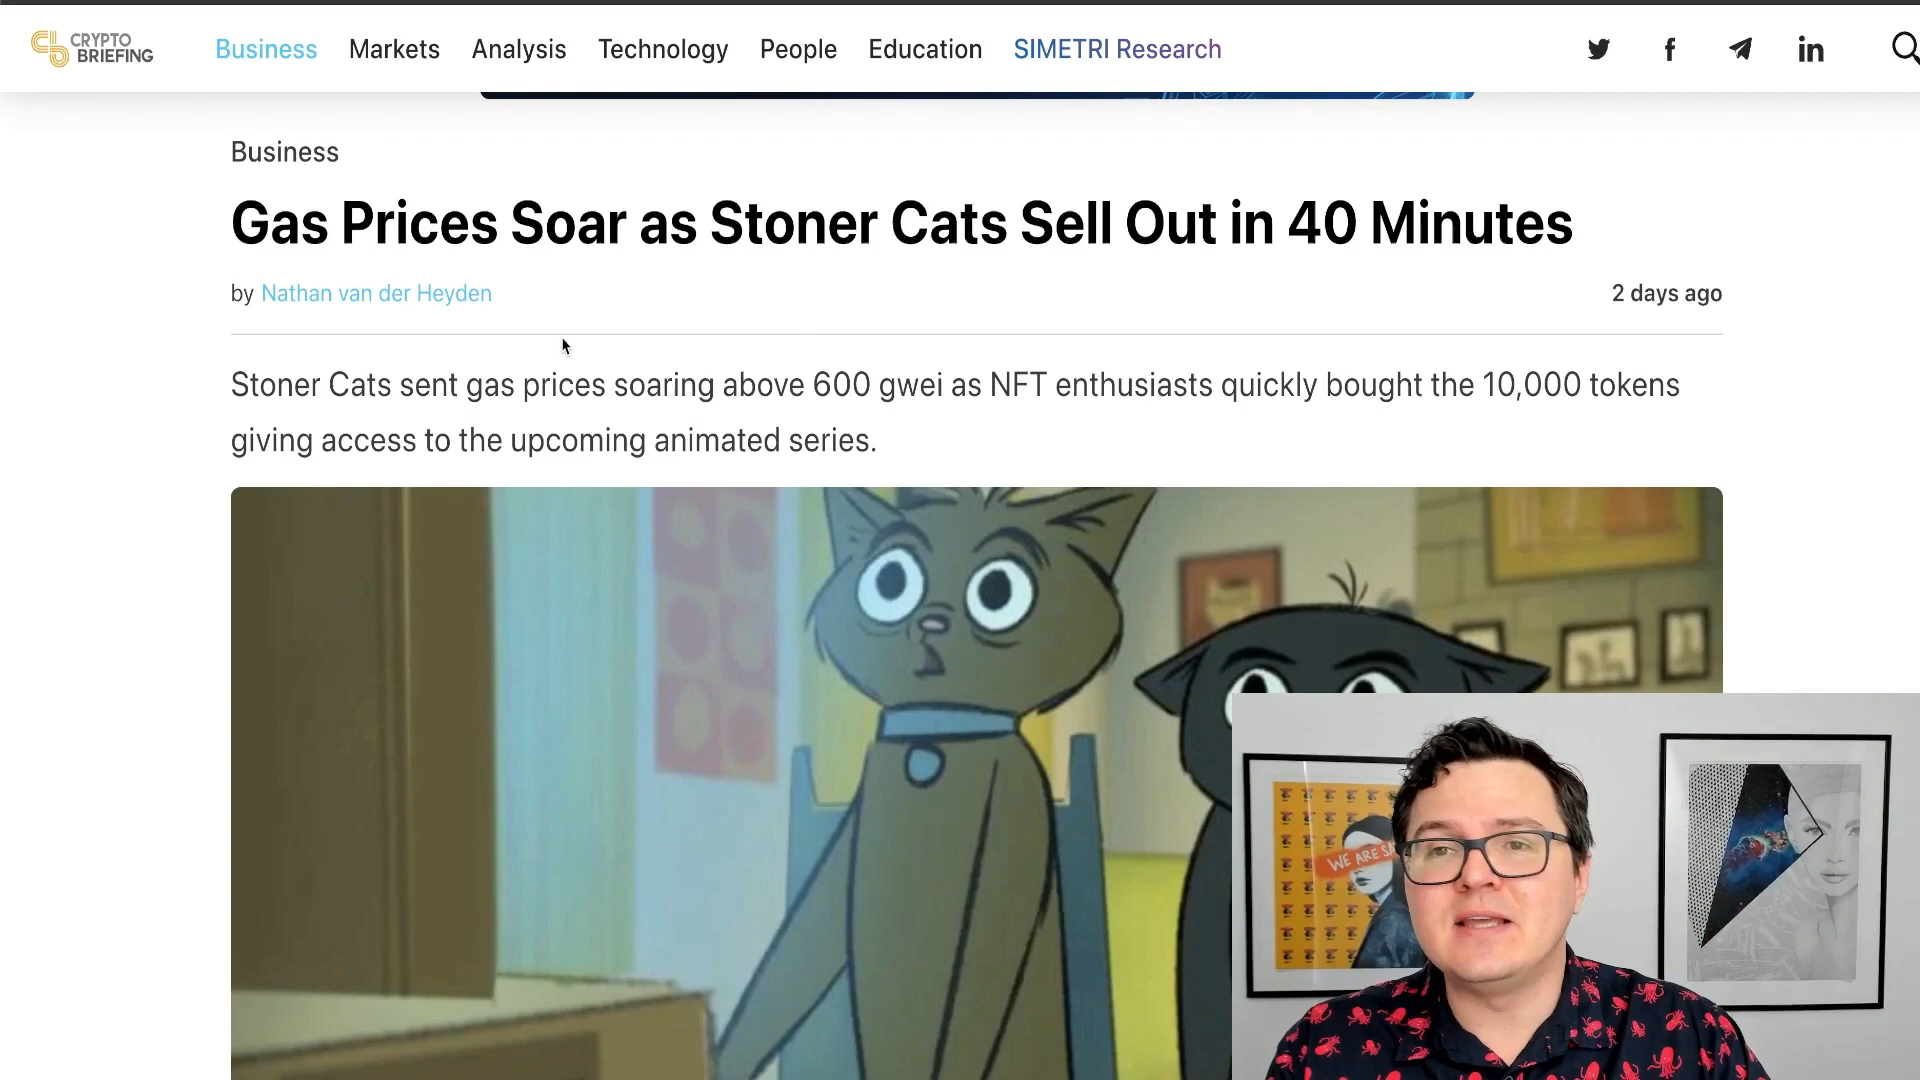 CRYPTO
BRIEFING
Business Markets Analysis Technology People Education SIMETRI Research
Business
Gas Prices Soar as Stoner Cats Sell Out in 40 Minutes
by Nathan van der Heyden
2 days ago
Stoner Cats sent gas prices soaring above 600 gwei as NFT enthusiasts quickly bought the 10,000 tokens
giving access to the upcoming animated series.
WE ARE